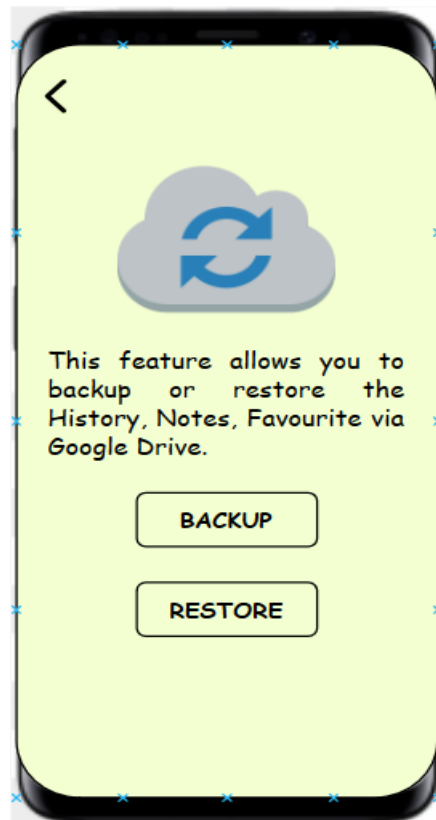 This feature allows you to
backup or restore the
History, Notes, Favourite via
Google Drive.
BACKUP
RESTORE